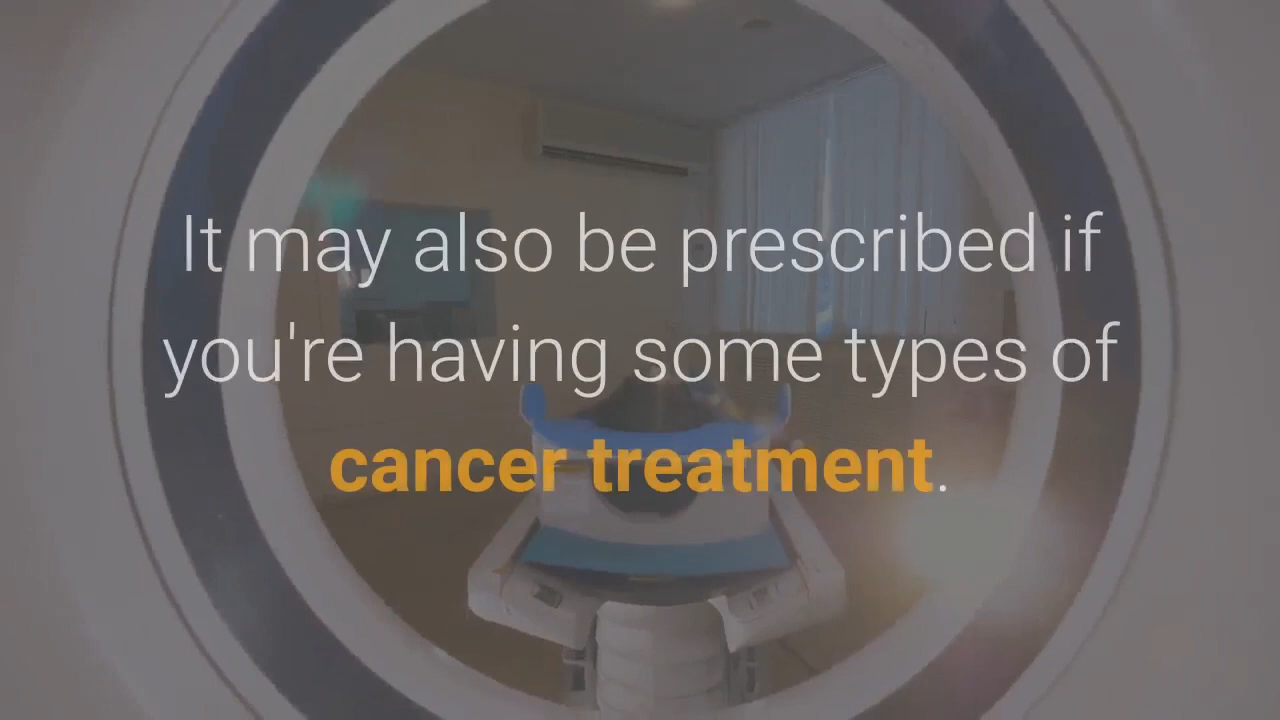 It may also be prescribed if
you're having some types of
cancer treatment.